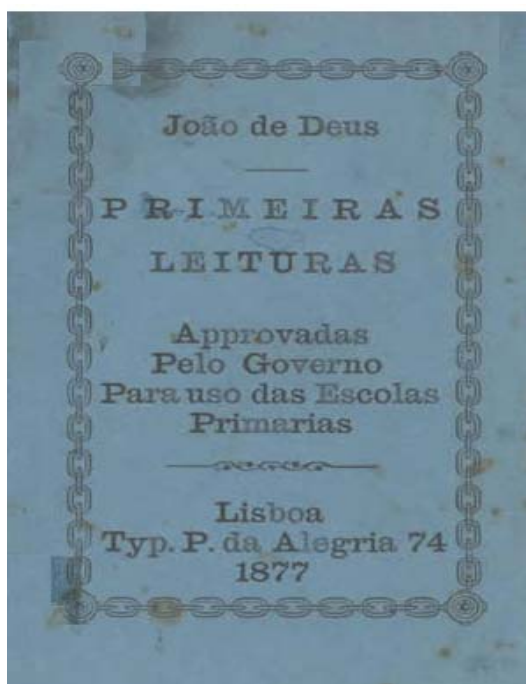 João de Deus
PRIMEIRAS
LEITURAS
Approvadas
Pelo Governo
Para uso das Escolas
Primarias
Lisboa
Typ. P. da Alegria 74
1877